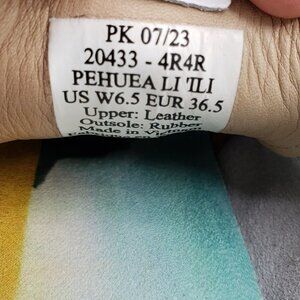 PK 07/23
20433 - 4R4R
PEHUEA LI 'ILI
US W6.5 EUR 36.5
Upper: Leather
Outsole: Rubber
Made in Vietnam